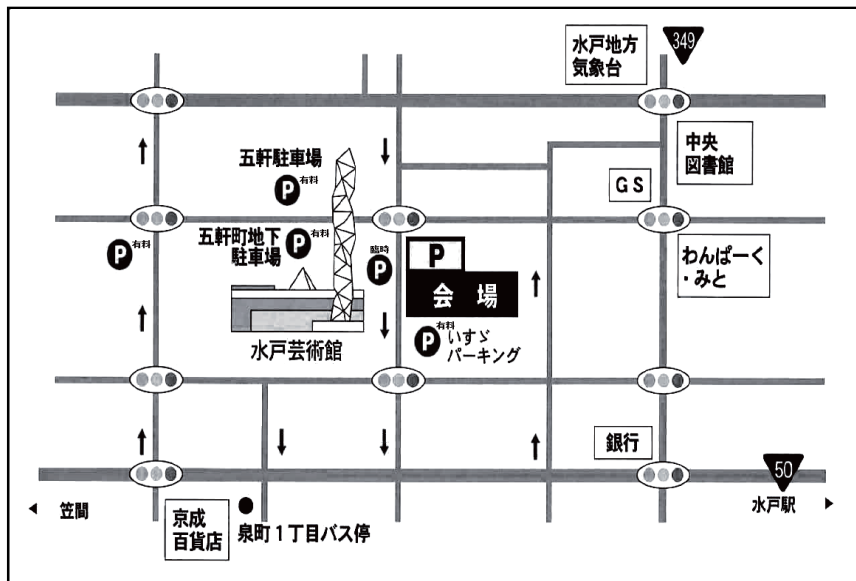 水戸地方
気象台
349
中央
図書館
五軒駐車場
P 有料
GS
五軒町地下
駐車場
P 有料
P 有料
臨時
P
P
会場
わんぱーく
・みと
P 有料
いすゞ
パーキング
水戸芸術館
銀行
50
笠間
水戸駅
京成
百貨店
泉町1丁目バス停